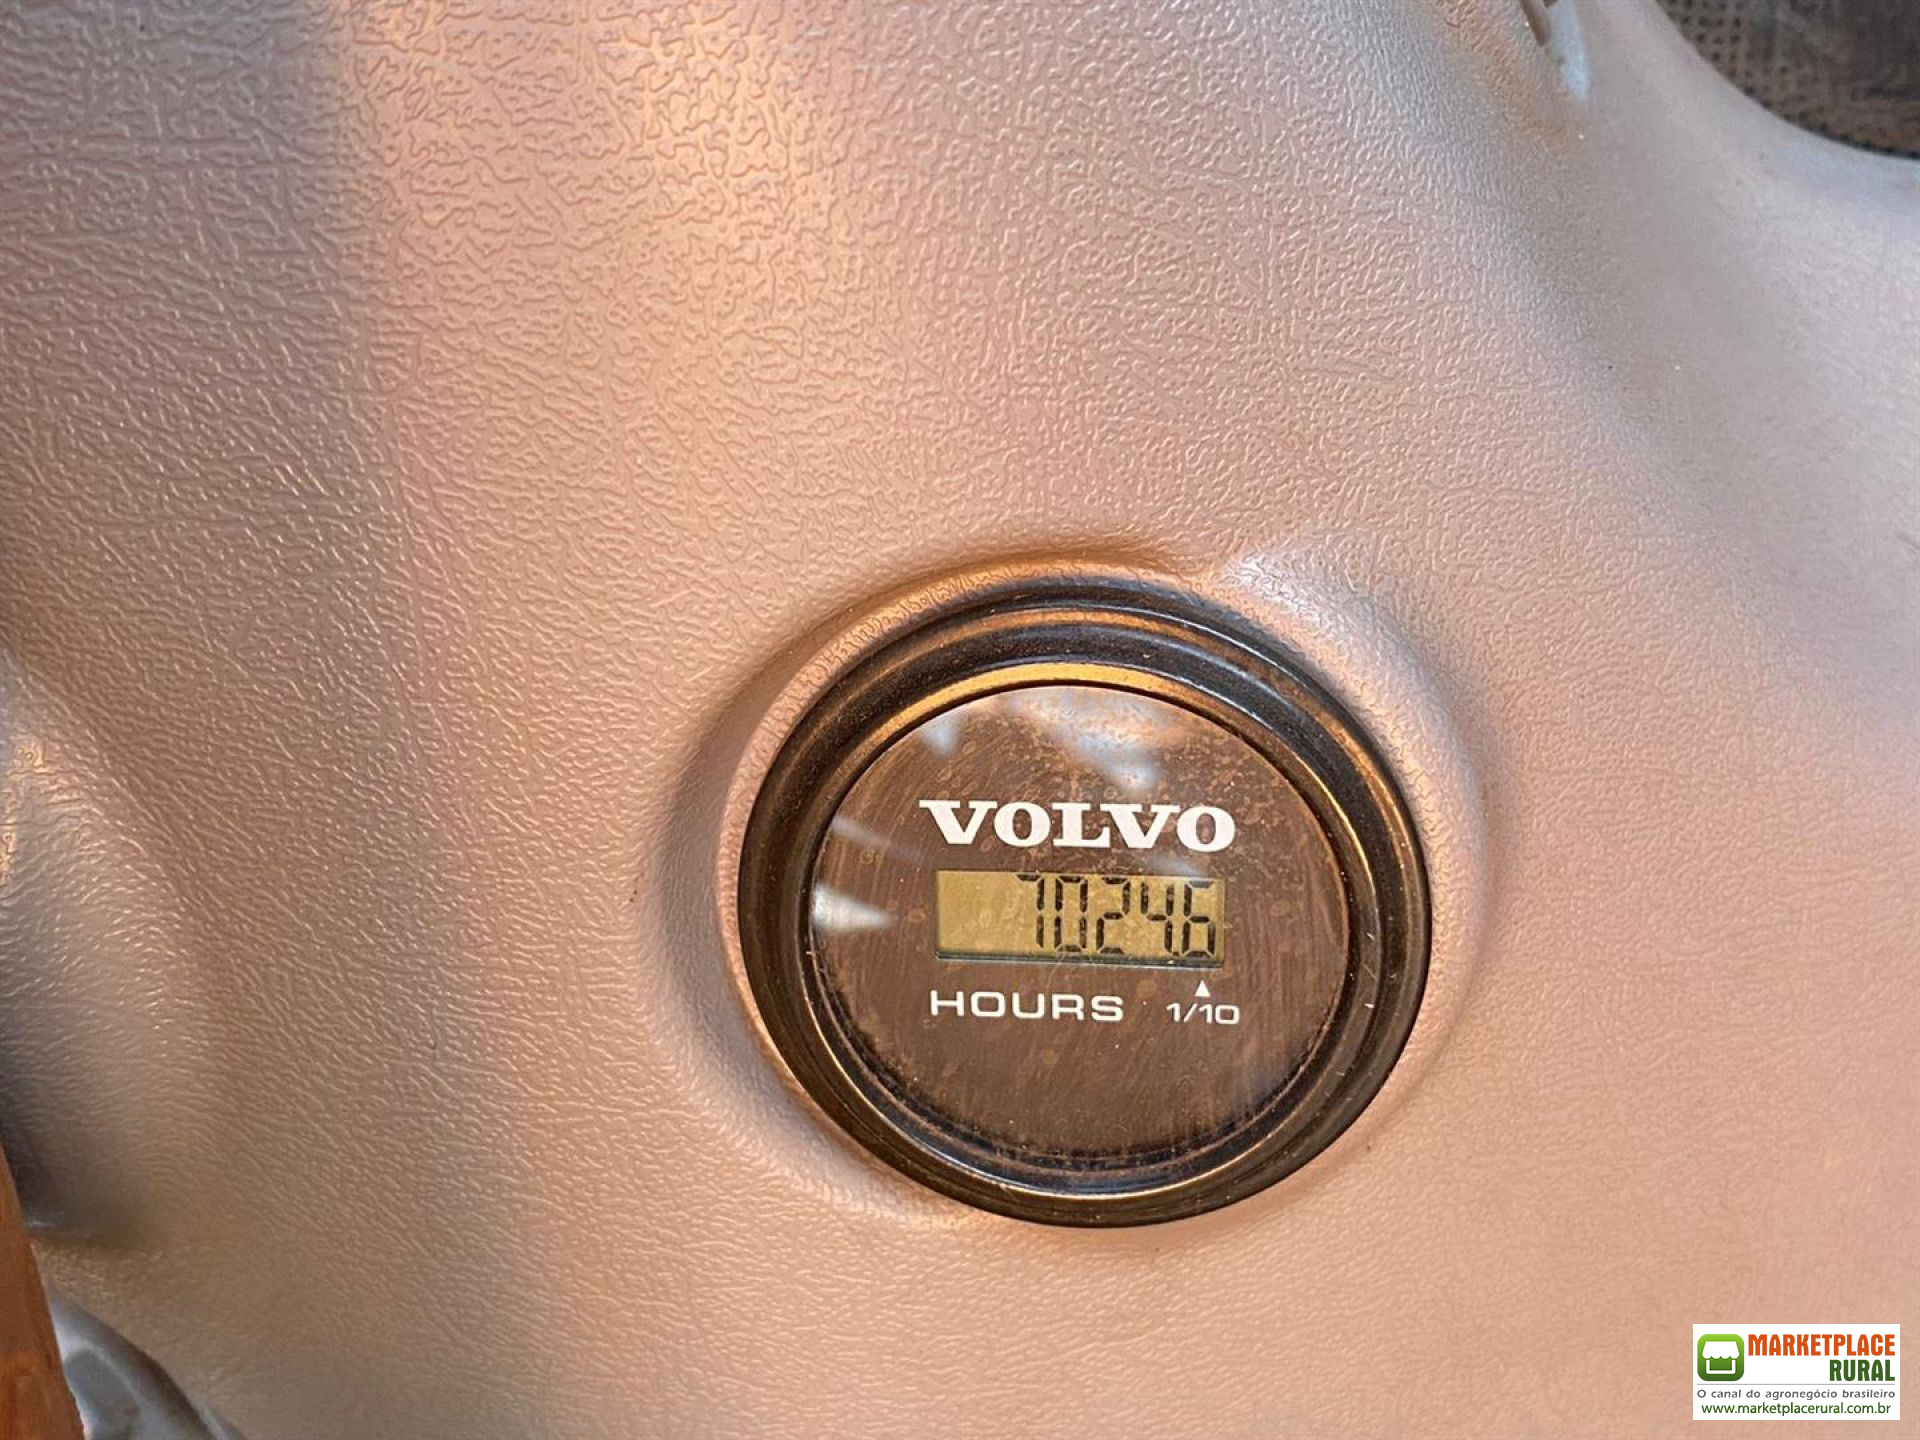 VOLVO
7024.6
HOURS 1/10
MARKETPLACE
RURAL
O canal do agronegócio brasileiro
www.marketplacerural.com.br